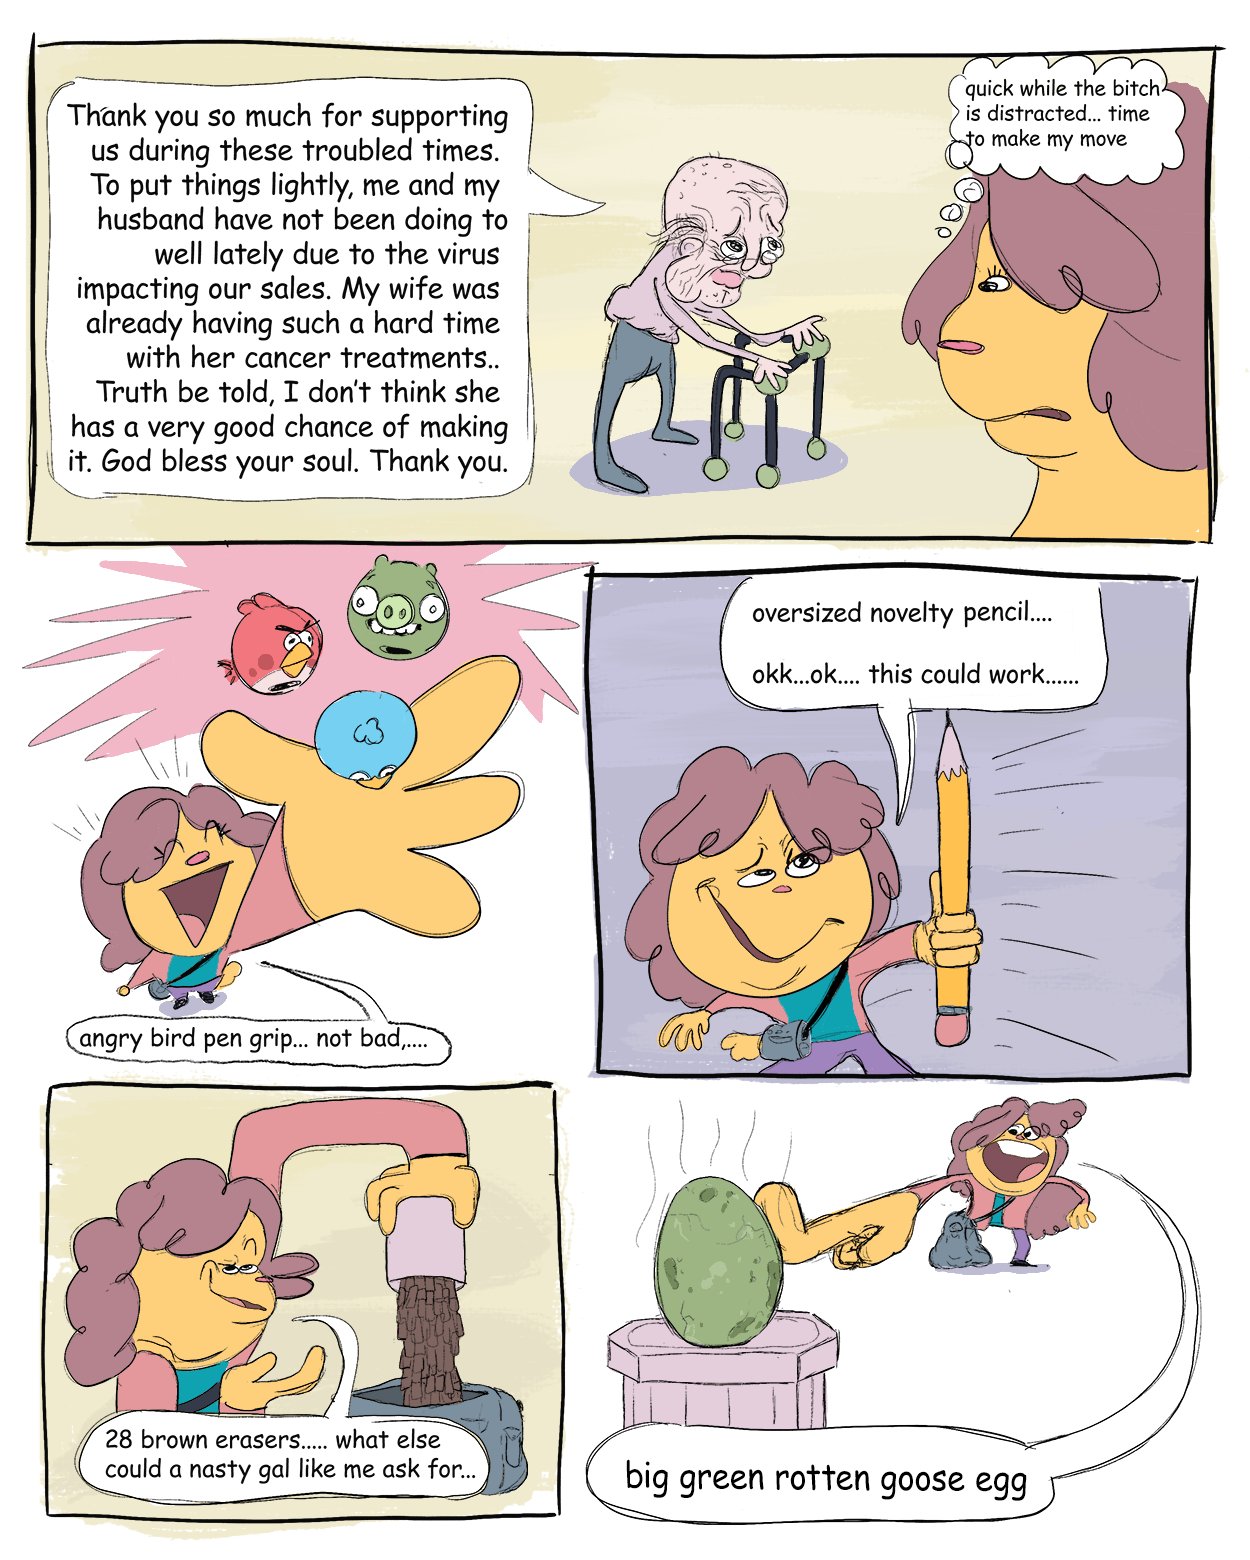 Thank you so much for supporting
us during these troubled times.
To put things lightly, me and my
husband have not been doing to
well lately due to the virus
impacting our sales. My wife was
already having such a hard time
with her cancer treatments..
Truth be told, I don't think she
has a very good chance of making
it. God bless your soul. Thank you.
quick while the bitch
is distracted... time
to make my move
angry bird pen grip... not bad,....
oversized novelty pencil....
okk...ok.... this could work......
28 brown erasers..... what else
could a nasty gal like me ask for...
big green rotten goose egg